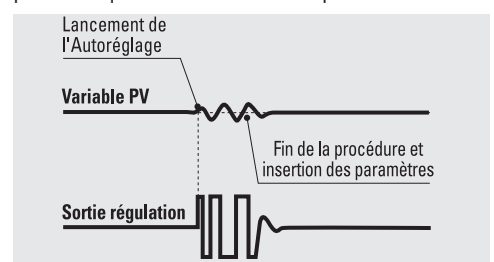 Lancement de
l'Autoréglage
Variable PV
Fin de la procédure et
insertion des paramètres
Sortie régulation